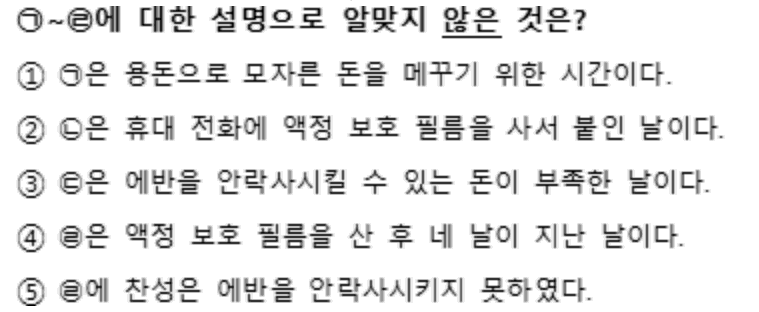 ㉠~㉣에 대한 설명으로 알맞지 않은 것은?
① ㉠은 용돈으로 모자른 돈을 메꾸기 위한 시간이다.
② ㉡은 휴대 전화에 액정 보호 필름을 사서 붙인 날이다.
③ ㉢은 에반을 안락사시킬 수 있는 돈이 부족한 날이다.
④ ㉣은 액정 보호 필름을 산 후 네 날이 지난 날이다.
⑤ ㉣에 찬성은 에반을 안락사시키지 못하였다.